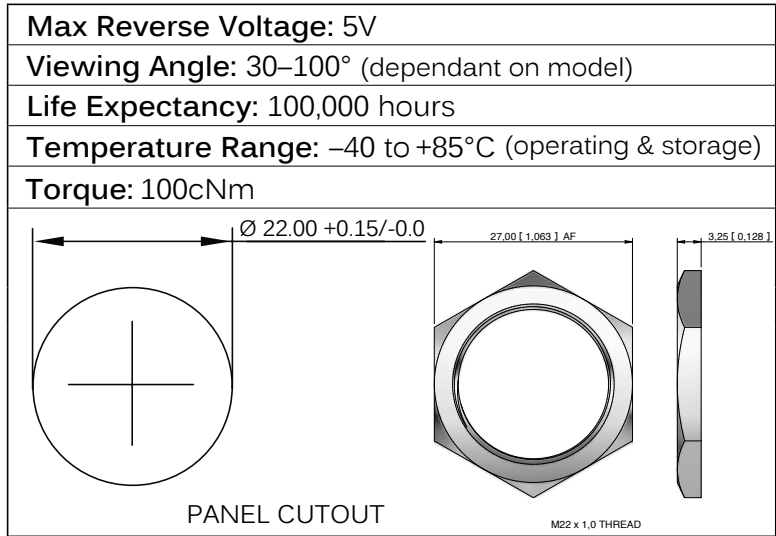 Max Reverse Voltage: 5V
Viewing Angle: 30–100° (dependant on model)
Life Expectancy: 100,000 hours
Temperature Range: –40 to +85°C (operating & storage)
Torque: 100cNm
Ø 22.00 +0.15/-0.0
27,00 [ 1,063 ] AF
3,25 [ 0,128 ]
PANEL CUTOUT
M22 x 1,0 THREAD